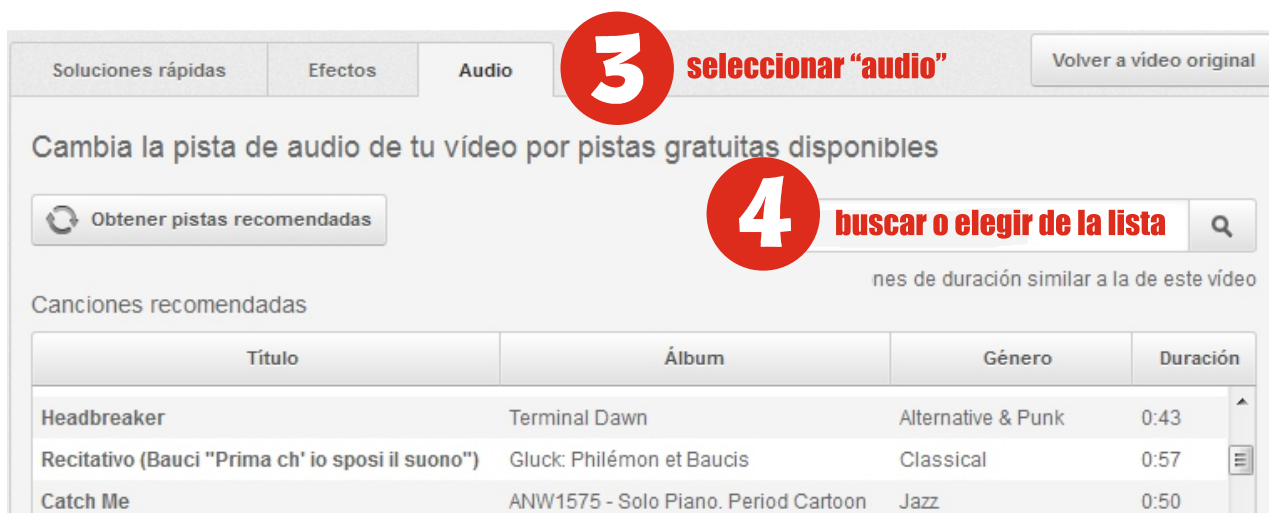 Soluciones rápidas Efectos Audio 3 seleccionar “audio” Volver a vídeo original
Cambia la pista de audio de tu vídeo por pistas gratuitas disponibles
Obtener pistas recomendadas 4 buscar o elegir de la lista
de duración similar a la de este vídeo
Canciones recomendadas
Título Álbum Género Duración
Headbreaker Terminal Dawn Alternative & Punk 0:43
Recitativo (Bauci "Prima ch' io sposi il suono") Gluck: Philémon et Baucis Classical 0:57
Catch Me ANW1575 - Solo Piano. Period Cartoon Jazz 0:50